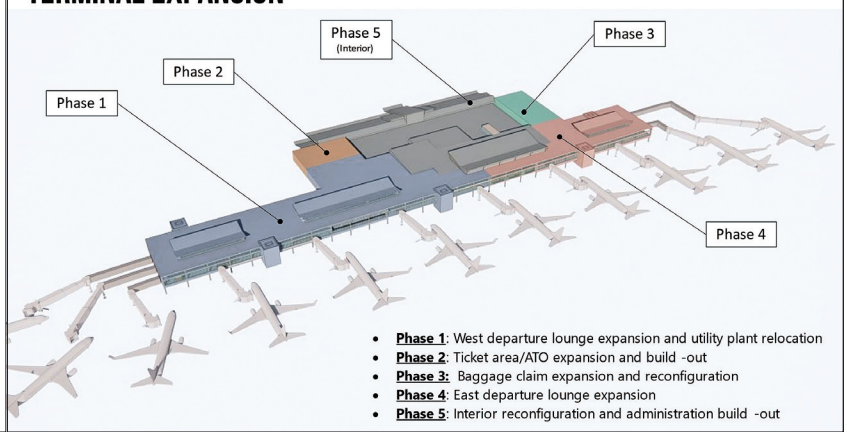 TERMINAL EXPANSION
Phase 5
(Interior)
Phase 3
Phase 2
Phase 1
Phase 4
• Phase 1: West departure lounge expansion and utility plant relocation
• Phase 2: Ticket area/ATO expansion and build -out
• Phase 3:  Baggage claim expansion and reconfiguration
• Phase 4: East departure lounge expansion
• Phase 5: Interior reconfiguration and administration build -out